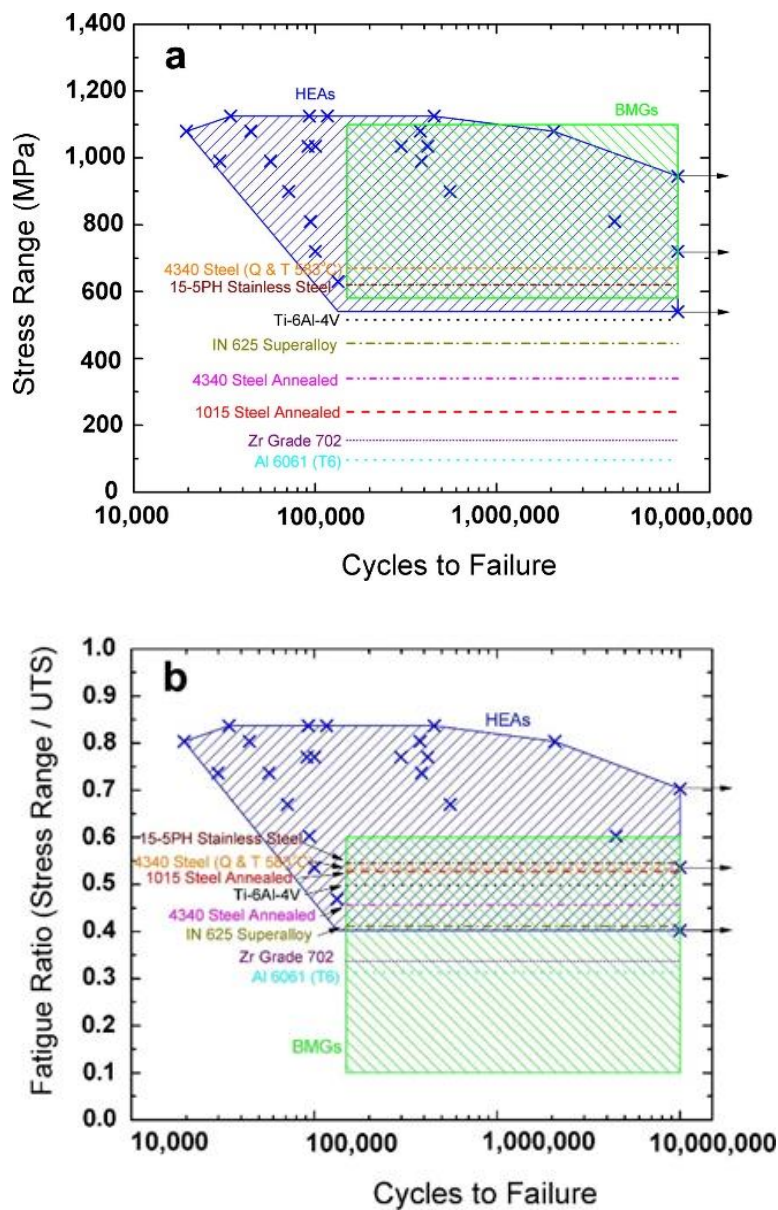 a
1,400
1,200
1,000
800
600
400
200
0
Stress Range (MPa)
HEAs
BMGs
4340 Steel (Q & T 583°C)
15-5PH Stainless Steel
Ti-6Al-4V
IN 625 Superalloy
4340 Steel Annealed
1015 Steel Annealed
Zr Grade 702
Al 6061 (T6)
10,000 100,000 1,000,000 10,000,000
Cycles to Failure
b
1.0
0.9
0.8
0.7
0.6
0.5
0.4
0.3
0.2
0.1
0.0
Fatigue Ratio (Stress Range / UTS)
HEAs
15-5PH Stainless Steel
4340 Steel (Q & T 583°C)
1015 Steel Annealed
Ti-6Al-4V
4340 Steel Annealed
IN 625 Superalloy
Zr Grade 702
Al 6061 (T6)
BMGs
10,000 100,000 1,000,000 10,000,000
Cycles to Failure